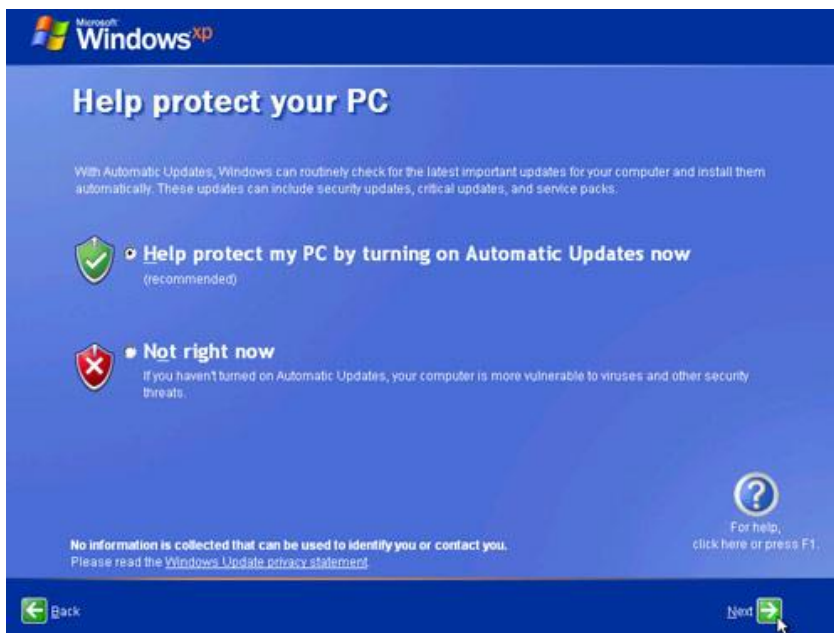 Microsoft
Windows xp
Help protect your PC
With Automatic Updates, Windows can routinely check for the latest important updates for your computer and install them
automatically. These updates can include security updates, critical updates, and service packs.
Help protect my PC by turning on Automatic Updates now
(recommended)
Not right now
If you haven't turned on Automatic Updates, your computer is more vulnerable to viruses and other security
threats.
For help,
click here or press F1.
No information is collected that can be used to identify you or contact you.
Please read the Windows Update privacy statement
Back
Next